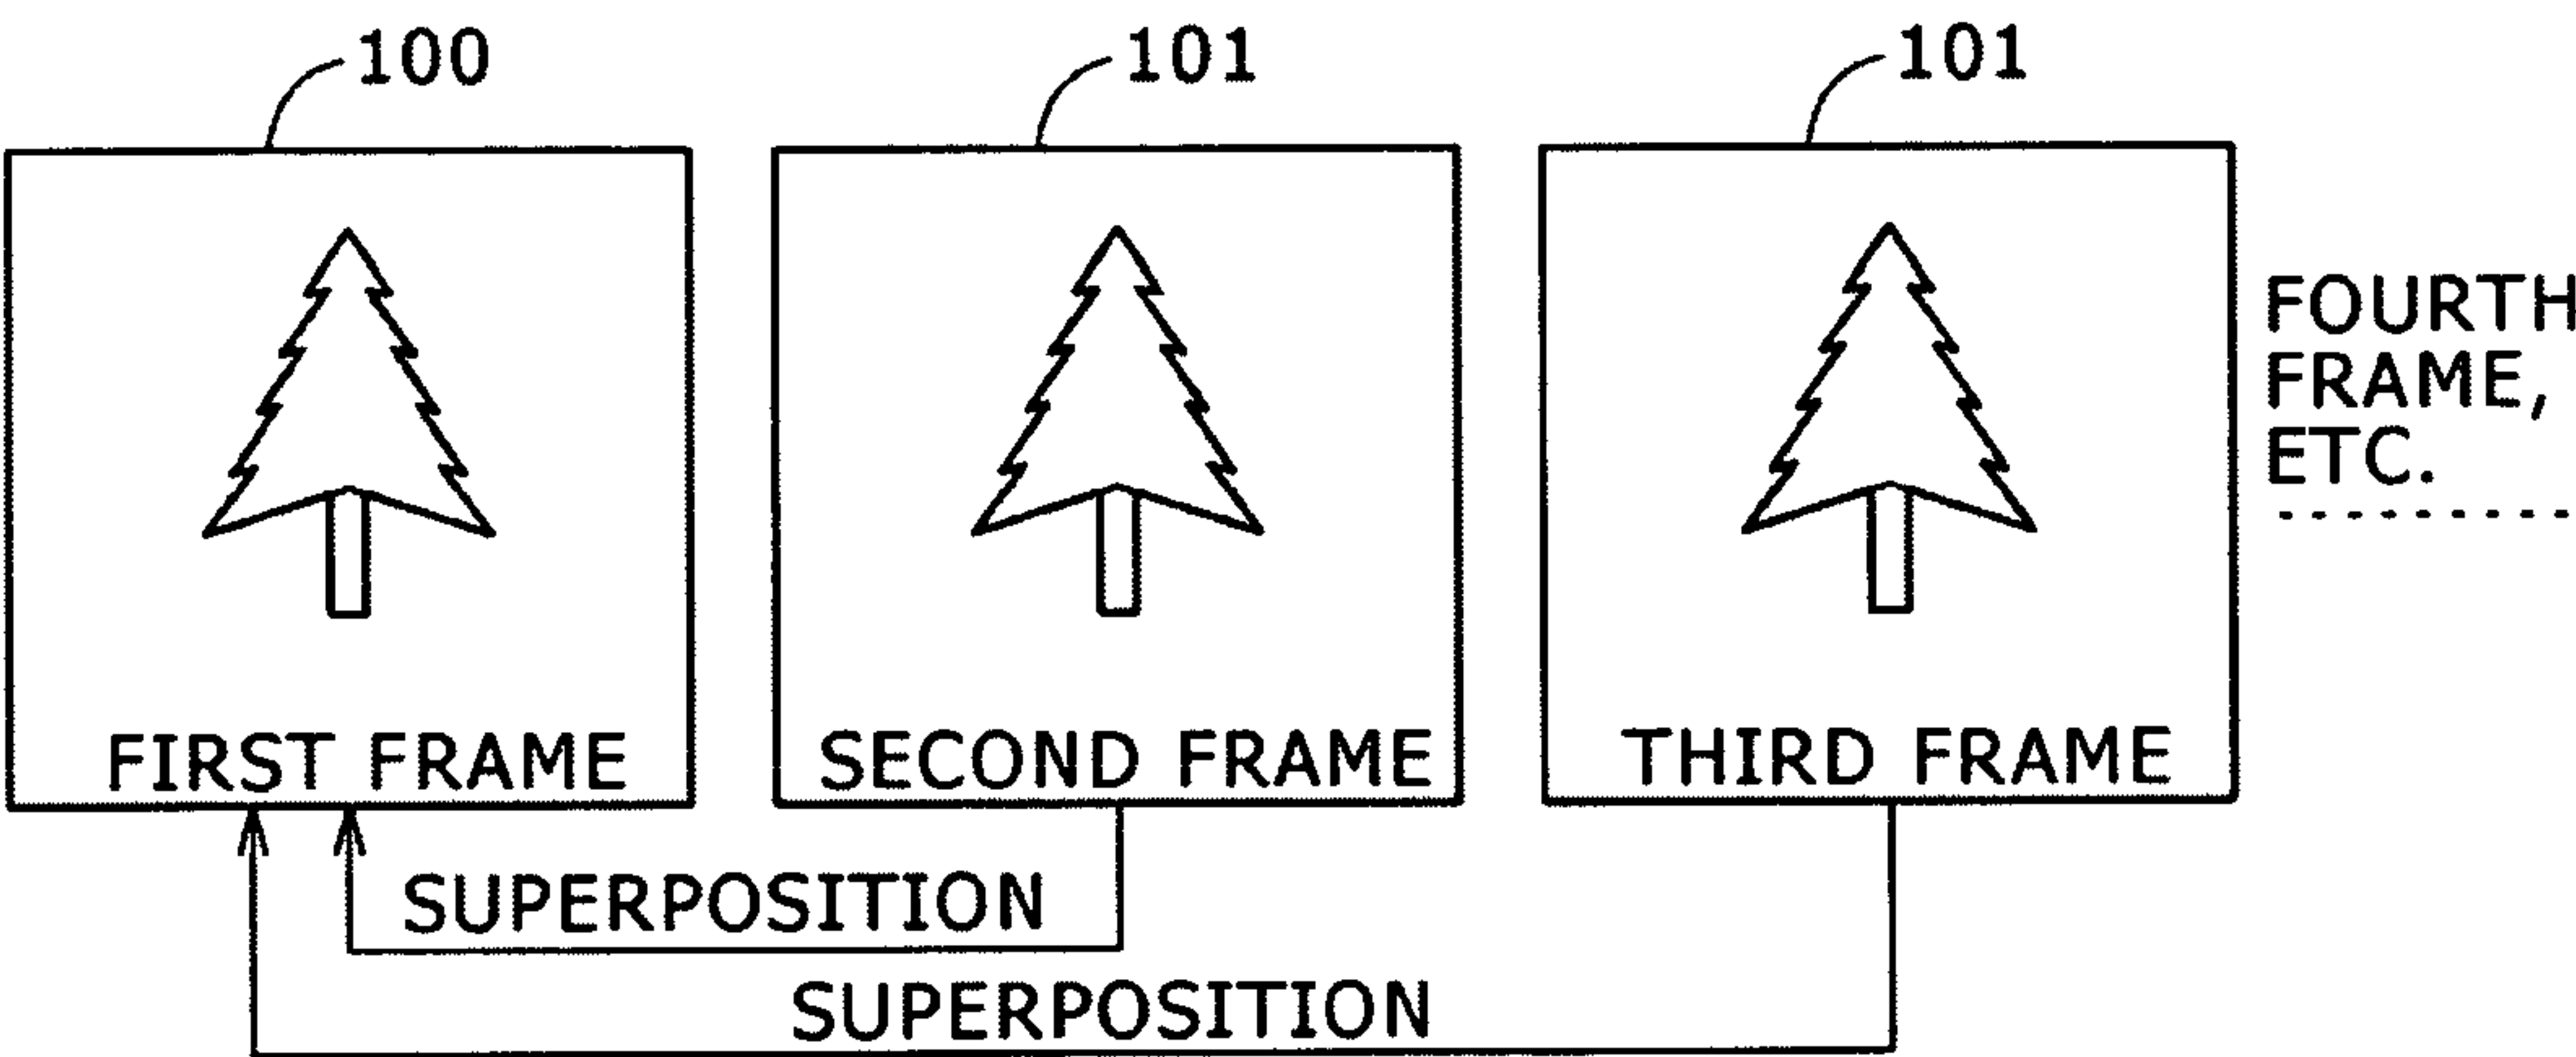 100
101
101
FIRST FRAME
SECOND FRAME
THIRD FRAME
FOURTH
FRAME,
ETC.
SUPERPOSITION
SUPERPOSITION